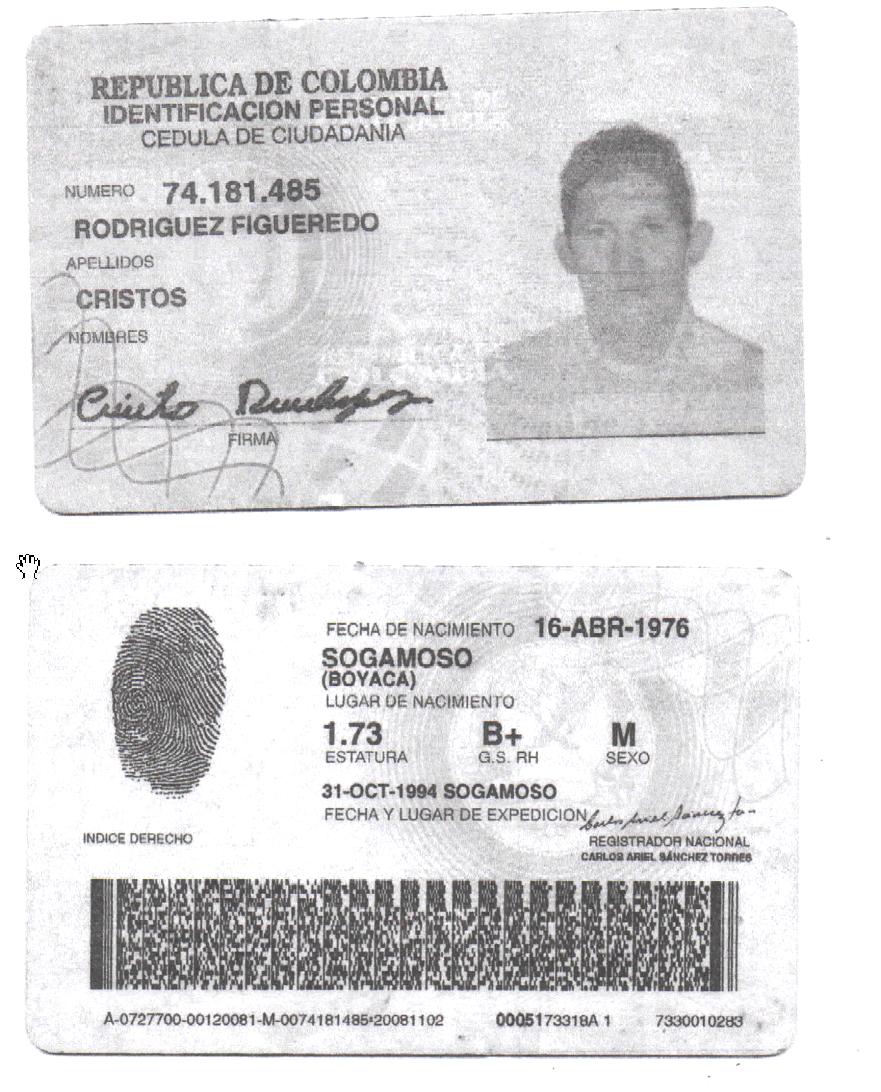 REPUBLICA DE COLOMBIA
IDENTIFICACION PERSONAL
CEDULA DE CIUDADANIA
NUMERO 74.181.485
RODRIGUEZ FIGUEREDO
APELLIDOS
CRISTOS
NOMBRES
FIRMA
FECHA DE NACIMIENTO 16-ABR-1976
SOGAMOSO
(BOYACA)
LUGAR DE NACIMIENTO
1.73 B+ M
ESTATURA G.S. RH SEXO
31-OCT-1994 SOGAMOSO
FECHA Y LUGAR DE EXPEDICION
INDICE DERECHO
REGISTRADOR NACIONAL
CARLOS ARIEL SÁNCHEZ TORRES
A-0727700-00120081-M-0074181485-20081102 0005173318A 1 7330010283